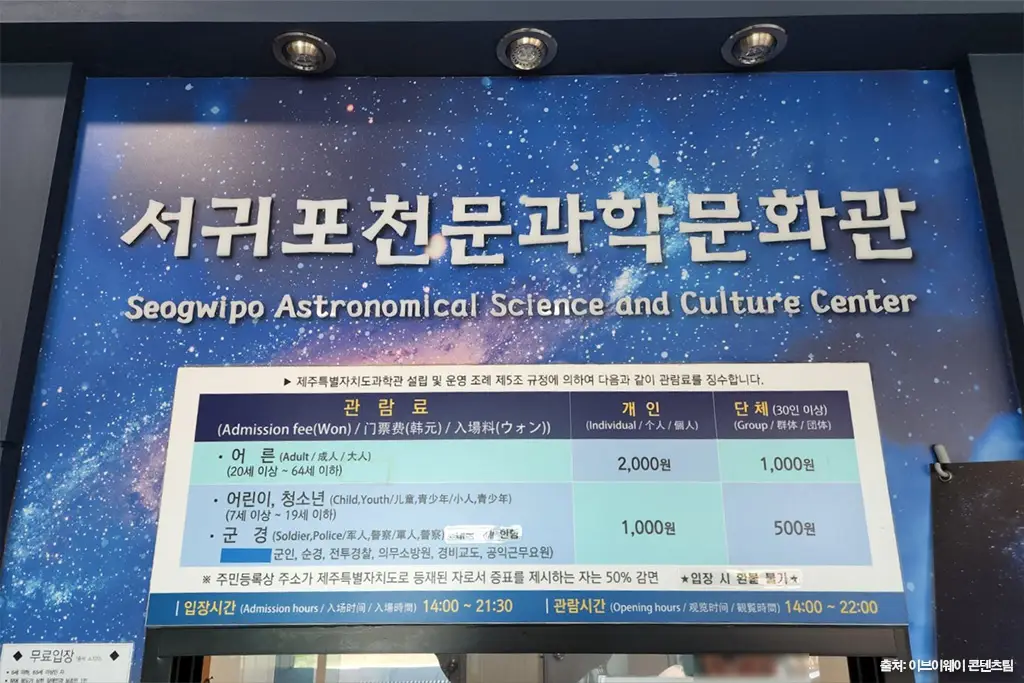 서귀포천문과학문화관
Seogwipo Astronomical Science and Culture Center
▶ 제주특별자치도과학관 설립 및 운영 조례 제5조 규정에 의하여 다음과 같이 관람료를 징수합니다.
관 람 료
(Admission fee(Won) / 门票费(韩元) / 入場料(ウォン))
개 인
(Individual / 个人 / 個人)
단 체 (30인 이상)
(Group / 群体 / 団体)
・어 른 (Adult / 成人 / 大人)
(20세 이상 ~ 64세 이하)
2,000원
1,000원
・어린이, 청소년 (Child,Youth/儿童,青少年/小人,青少年)
(7세 이상 ~ 19세 이하)
・군 경 (Soldier,Police/军人,警察/軍人,警察)
군인, 순경, 전투경찰, 의무소방원, 경비교도, 공익근무요원)
1,000원
500원
※ 주민등록상 주소가 제주특별자치도로 등재된 자로서 증표를 제시하는 자는 50% 감면 ★입장 시 환불 불가★
입장시간 (Admission hours / 入场时间 / 入場時間) 14:00 ~ 21:30
관람시간 (Opening hours / 观览时间 / 観覧時間) 14:00 ~ 22:00
◆ 무료입장 ◆
출처: 이브이웨이 콘텐츠팀